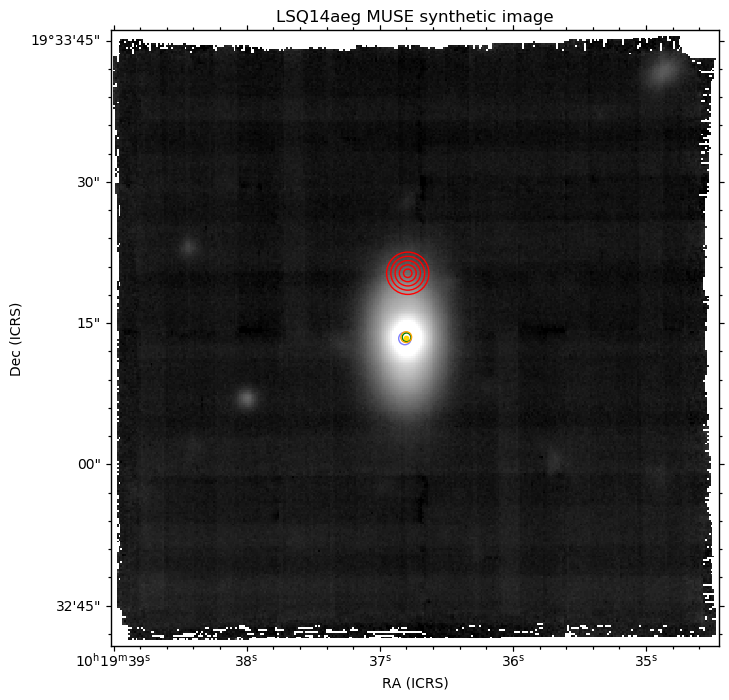 LSQ14aeg MUSE synthetic image
19°33'45"
30"
15"
00"
32'45"
Dec (ICRS)
10ʰ19ᵐ39ˢ
38ˢ
37ˢ
36ˢ
35ˢ
RA (ICRS)